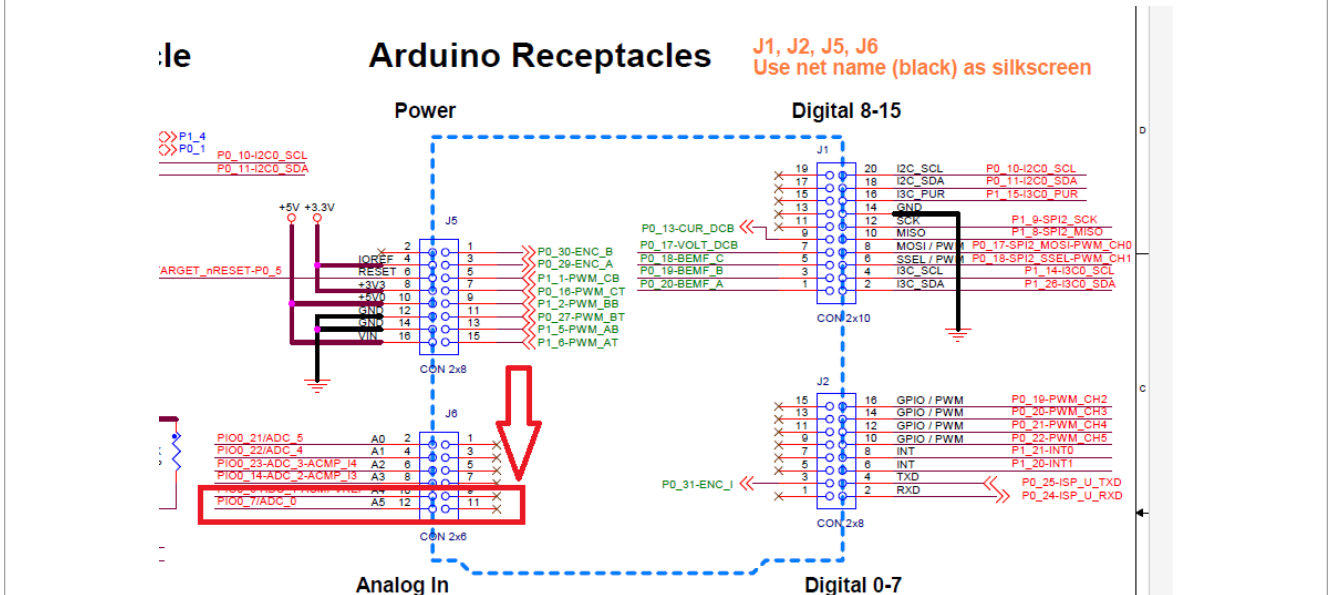 :le
Arduino Receptacles
J1, J2, J5, J6
Use net name (black) as silkscreen
Power
Digital 8-15
D
P1_4
P0_1
P0_10-I2C0_SCL
P0_11-I2C0_SDA
+5V +3.3V
ARGET_nRESET-P0_5
J5
2 1 P0_30-ENC_B
IOREF 4 3 P0_29-ENC_A
RESET 6 5 P1_1-PWM_CB
+3V3 8 7 P0_16-PWM_CT
+5V0 10 9 P1_2-PWM_BB
GND 12 11 P0_27-PWM_BT
GND 14 13 P1_5-PWM_AB
VIN 16 15 P1_6-PWM_AT
CON 2x8
J1
19 20 I2C_SCL P0_10-I2C0_SCL
17 18 I2C_SDA P0_11-I2C0_SDA
15 16 I3C_PUR P1_15-I3C0_PUR
13 14 GND
P0_13-CUR_DCB 11 12 SCK P1_9-SPI2_SCK
9 10 MISO P1_8-SPI2_MISO
P0_17-VOLT_DCB 7 8 MOSI / PWM P0_17-SPI2_MOSI-PWM_CH0
P0_18-BEMF_C 5 6 SSEL / PWM P0_18-SPI2_SSEL-PWM_CH1
P0_19-BEMF_B 3 4 I3C_SCL P1_14-I3C0_SCL
P0_20-BEMF_A 1 2 I3C_SDA P1_26-I3C0_SDA
CON 2x10
C
J6
PIO0_21/ADC_5 A0 2 1
PIO0_22/ADC_4 A1 4 3
PIO0_23-ADC_3-ACMP_I4 A2 6 5
PIO0_14-ADC_2-ACMP_I3 A3 8 7
A4 10 9
PIO0_7/ADC_0 A5 12 11
CON 2x6
J2
15 16 GPIO / PWM P0_19-PWM_CH2
13 14 GPIO / PWM P0_20-PWM_CH3
11 12 GPIO / PWM P0_21-PWM_CH4
9 10 GPIO / PWM P0_22-PWM_CH5
7 8 INT P1_21-INT0
5 6 INT P1_20-INT1
P0_31-ENC_I 3 4 TXD P0_25-ISP_U_TXD
1 2 RXD P0_24-ISP_U_RXD
CON 2x8
Analog In
Digital 0-7